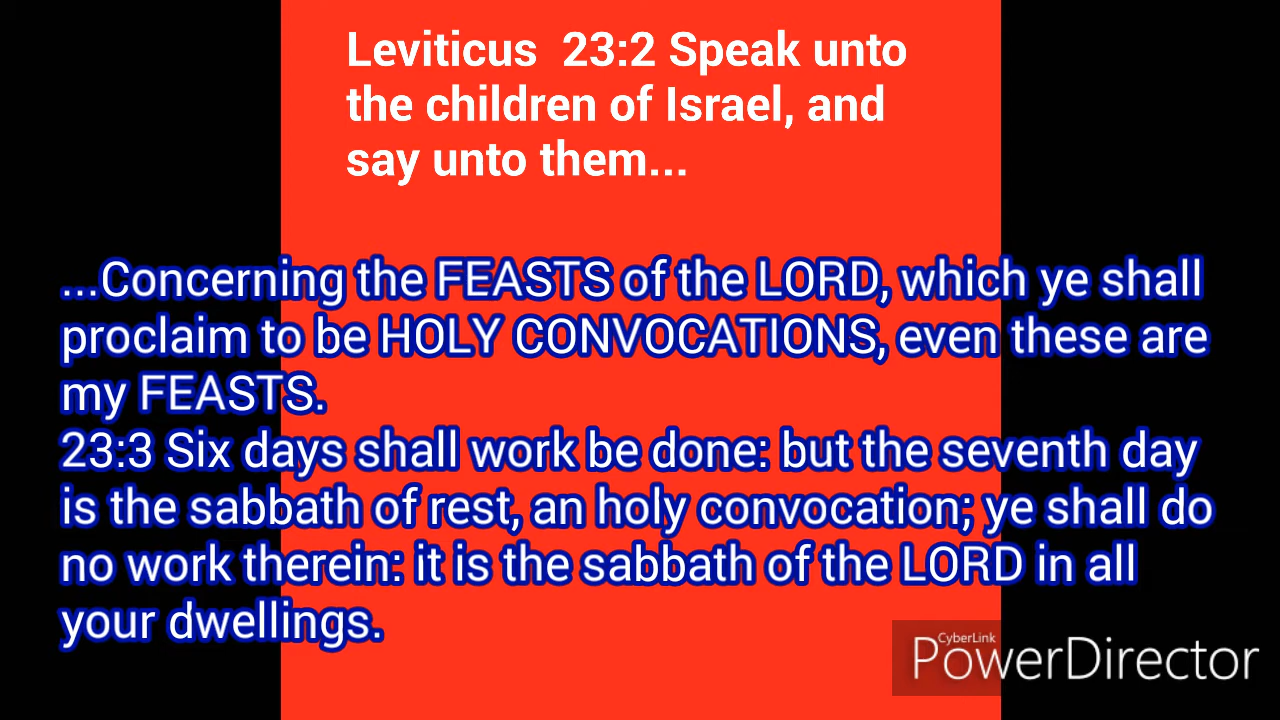 Leviticus  23:2 Speak unto
the children of Israel, and
say unto them...
...Concerning the FEASTS of the LORD, which ye shall
proclaim to be HOLY CONVOCATIONS, even these are
my FEASTS.
23:3 Six days shall work be done: but the seventh day
is the sabbath of rest, an holy convocation; ye shall do
no work therein: it is the sabbath of the LORD in all
your dwellings.
CyberLink
PowerDirector